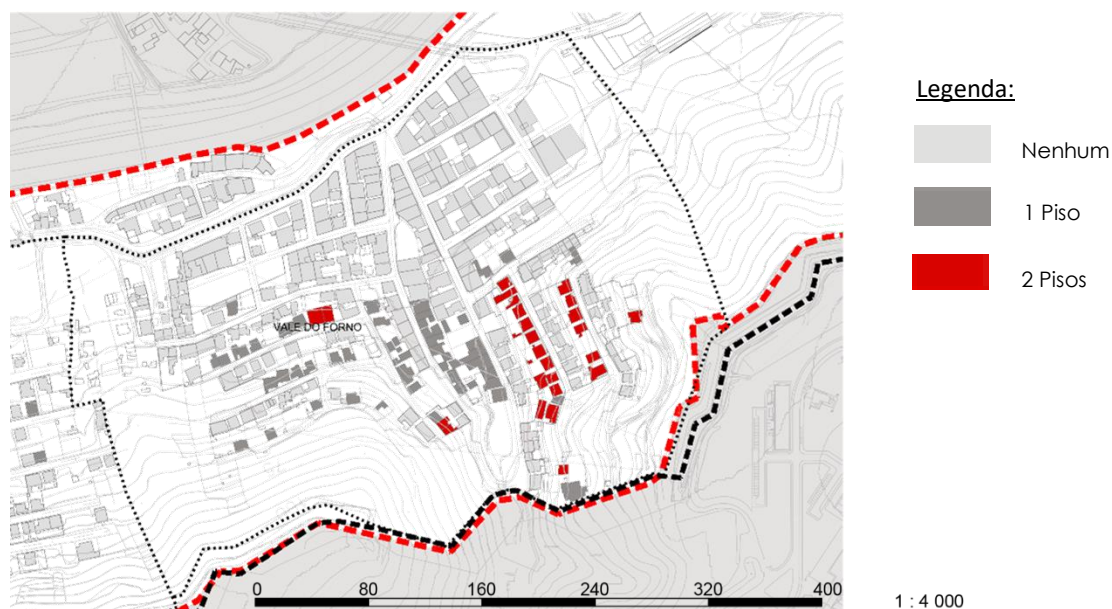 Legenda:
Nenhum
1 Piso
2 Pisos
VALE DO FORNO
0 80 160 240 320 400
1 : 4 000